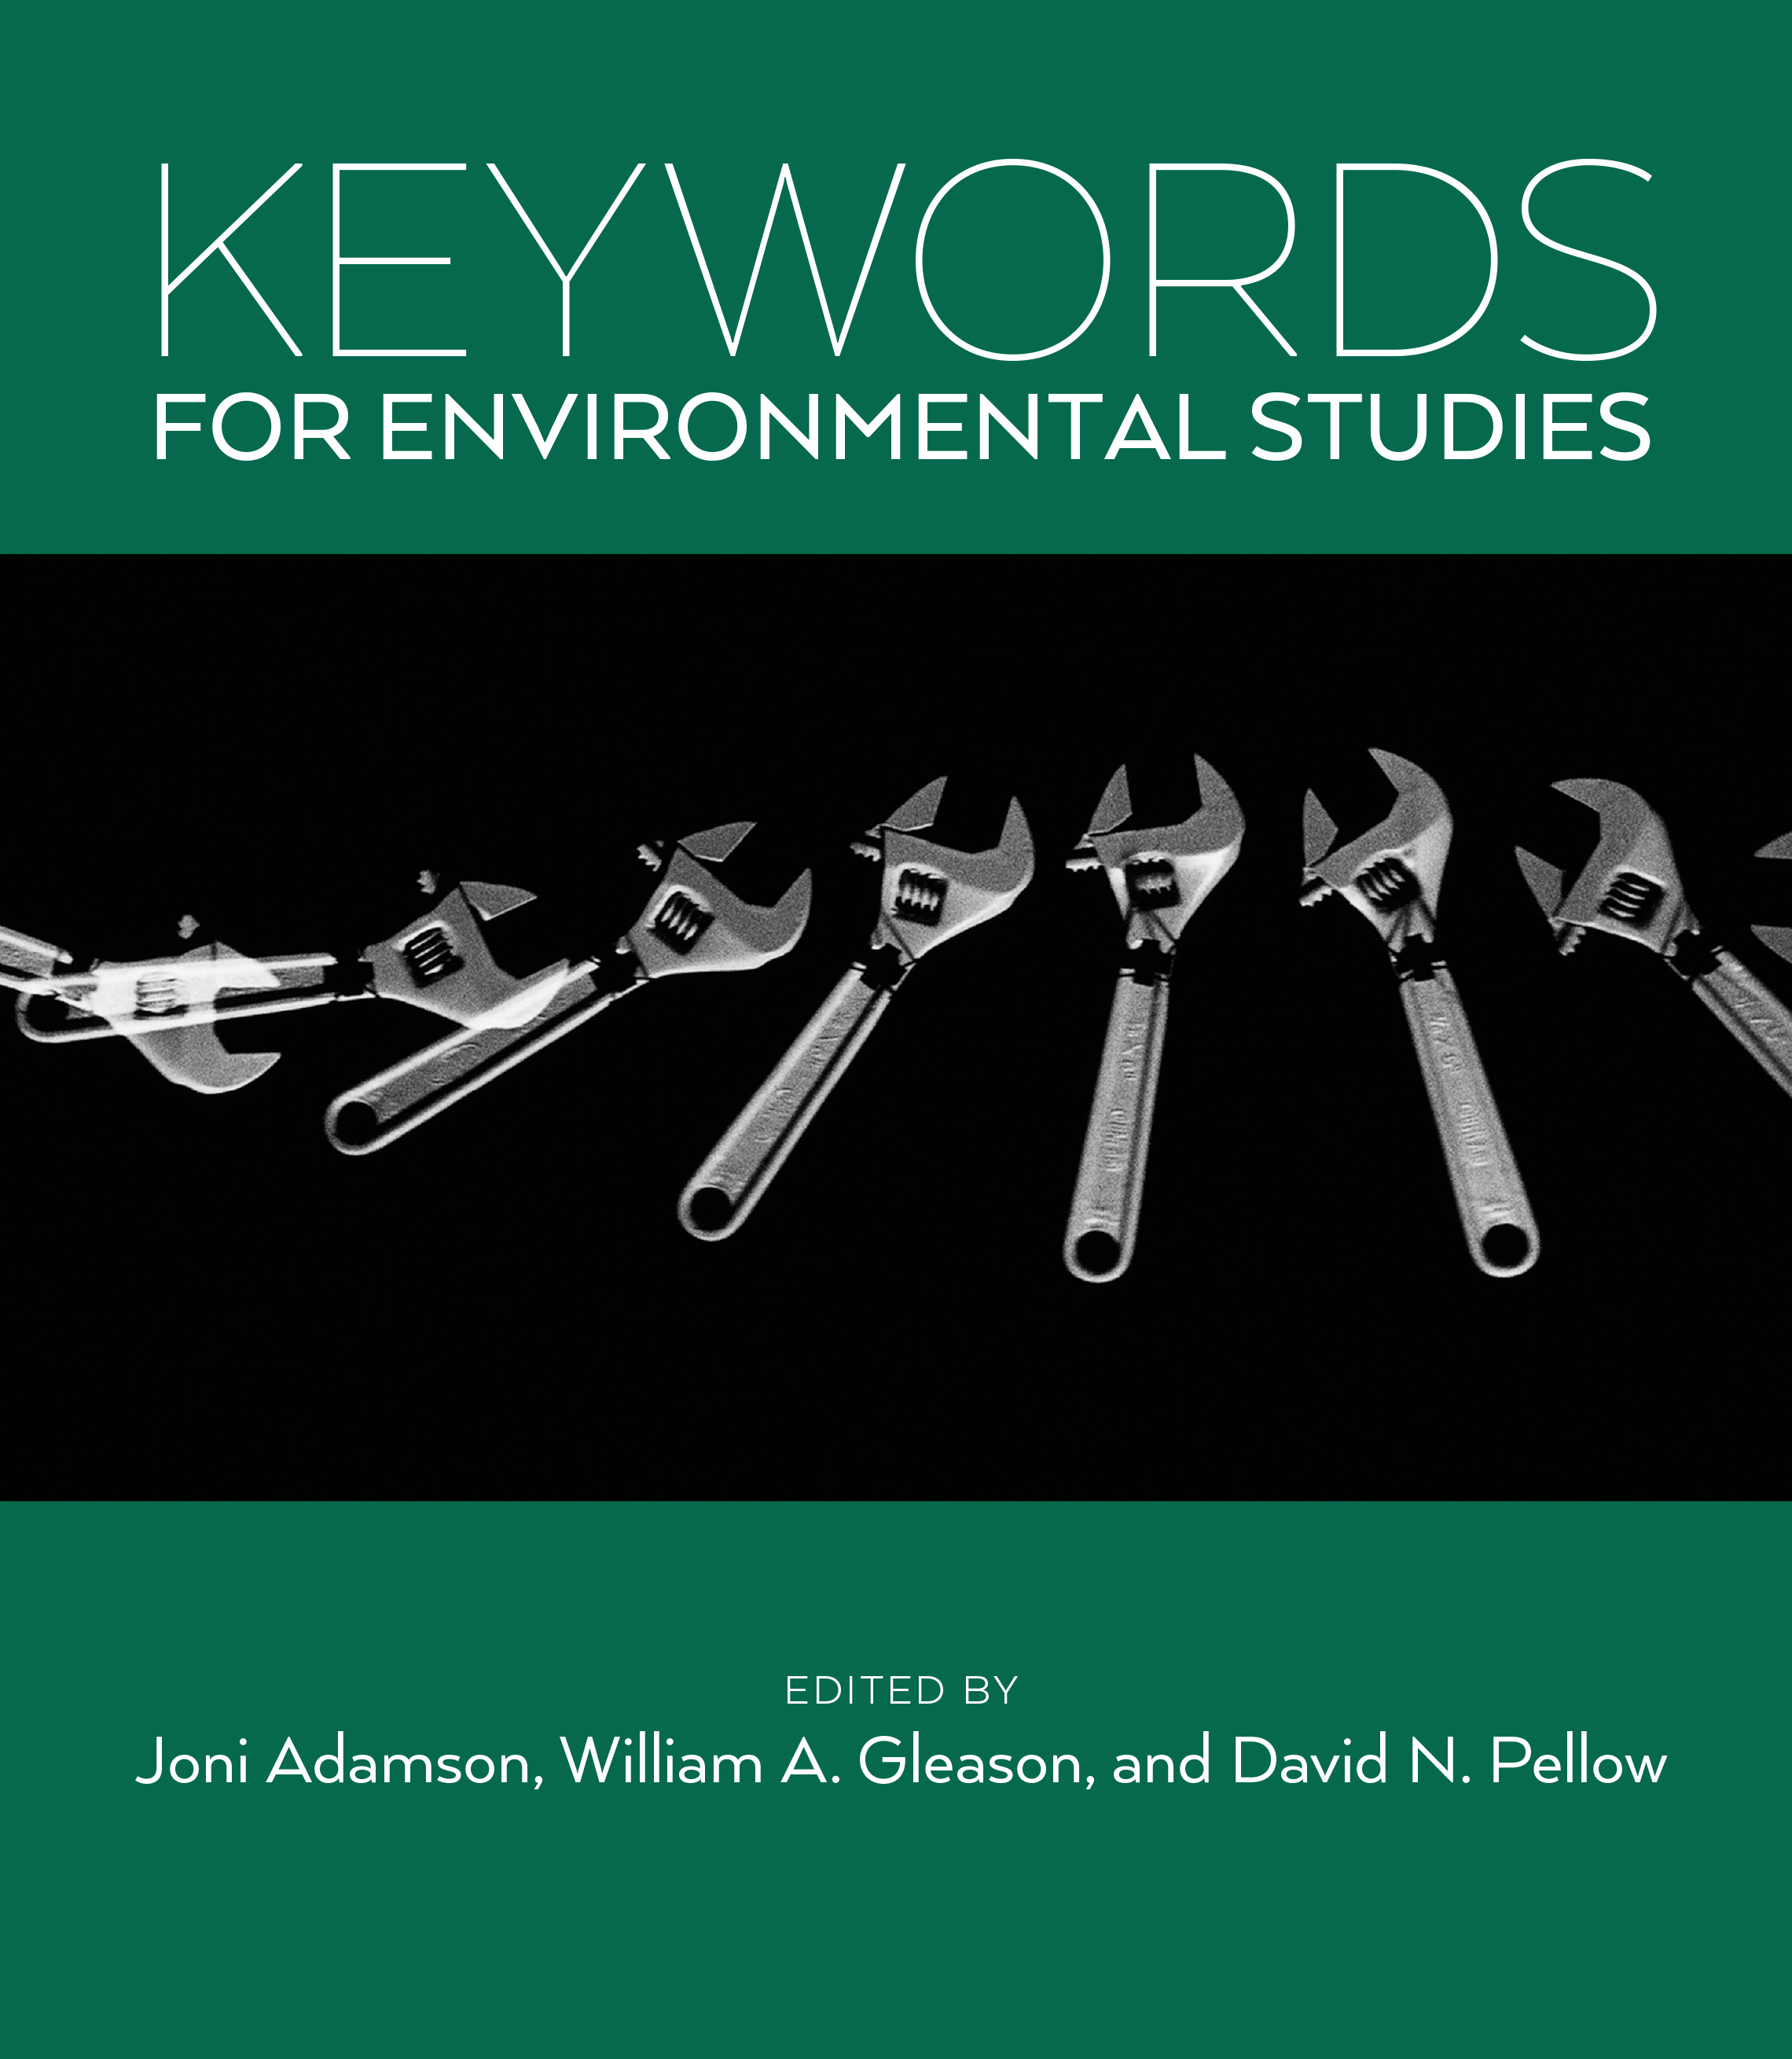 KEYWORDS
FOR ENVIRONMENTAL STUDIES
EDITED BY
Joni Adamson, William A. Gleason, and David N. Pellow